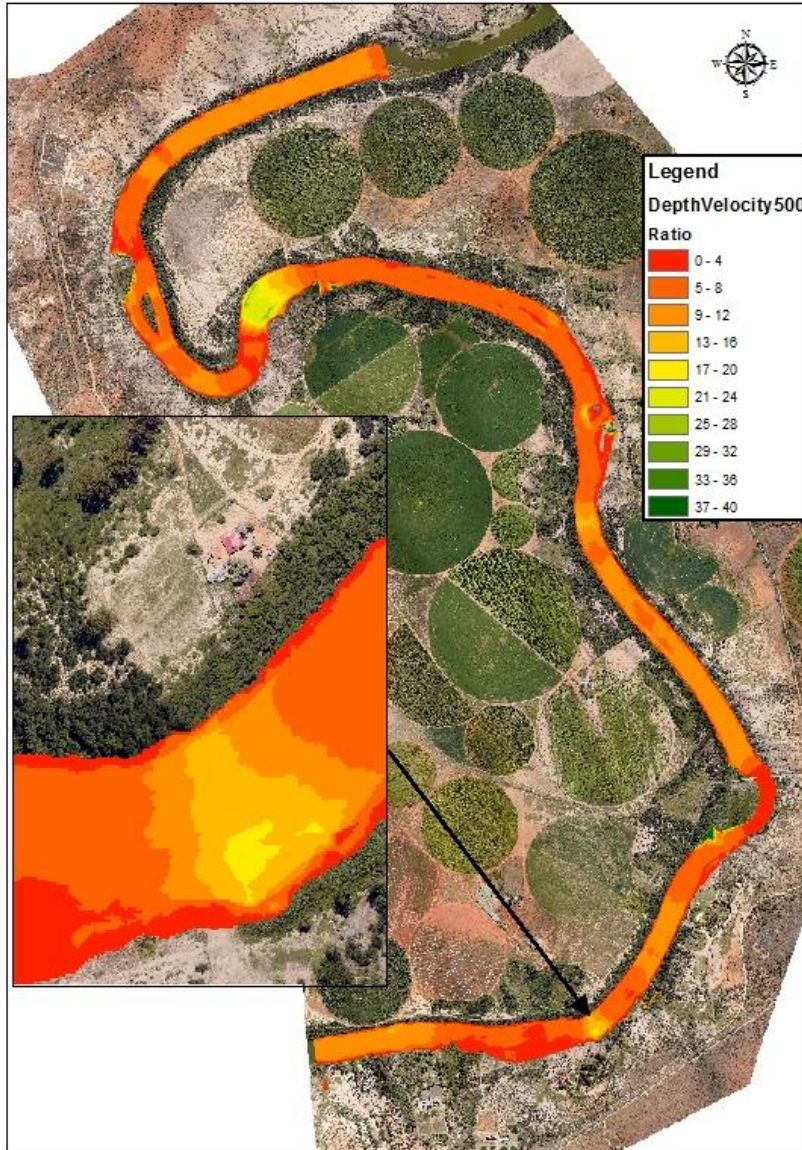 N
W E
S
Legend
DepthVelocity500
Ratio
0 - 4
5 - 8
9 - 12
13 - 16
17 - 20
21 - 24
25 - 28
29 - 32
33 - 36
37 - 40